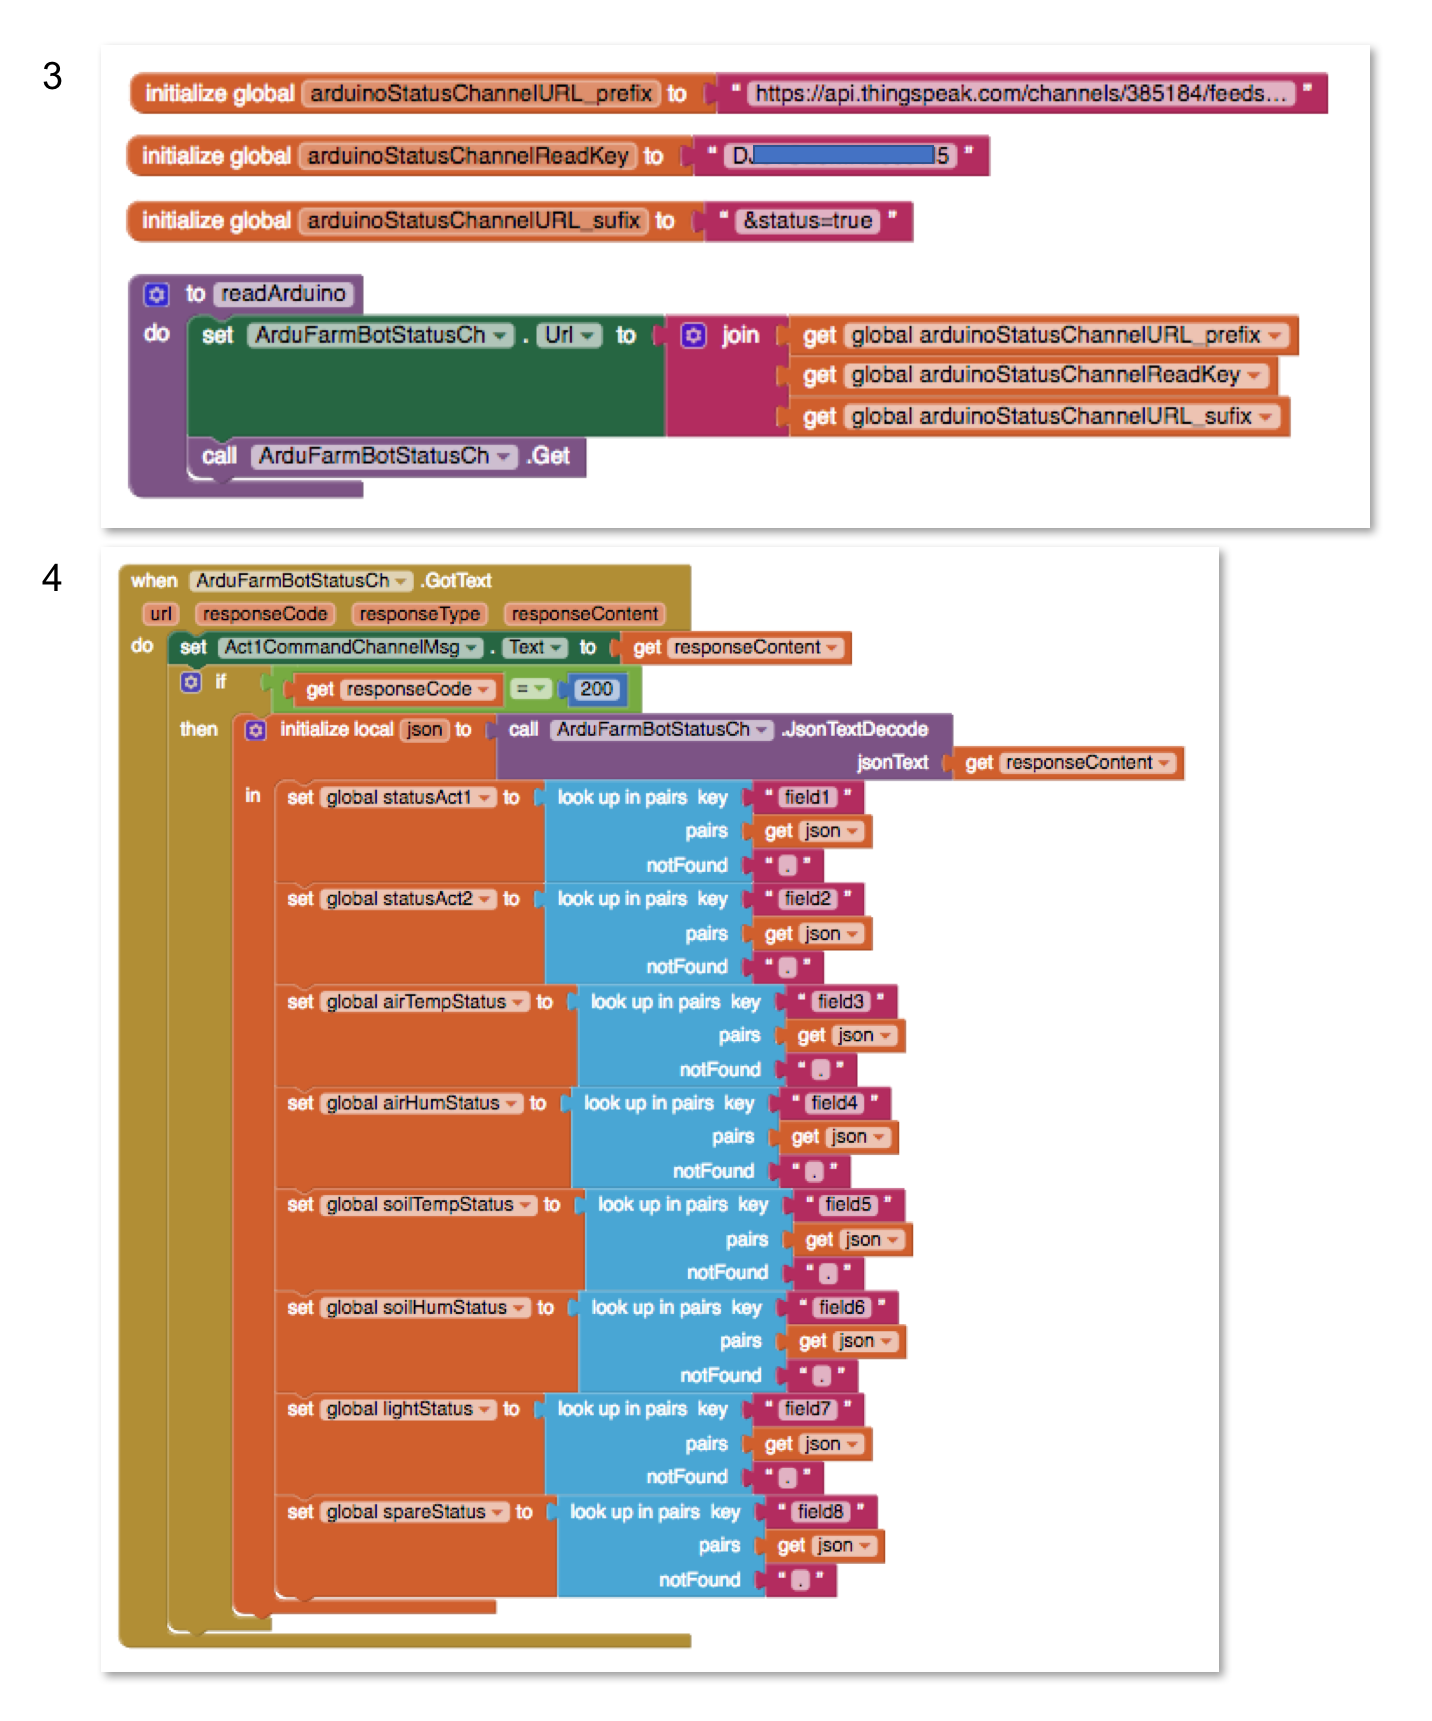 3
initialize global arduinoStatusChannelURL_prefix to " https://api.thingspeak.com/channels/385184/feeds... "
initialize global arduinoStatusChannelReadKey to " DJ 5 "
initialize global arduinoStatusChannelURL_sufix to " &status=true "
to readArduino
do set ArduFarmBotStatusCh . Url to join get global arduinoStatusChannelURL_prefix
get global arduinoStatusChannelReadKey
get global arduinoStatusChannelURL_sufix
call ArduFarmBotStatusCh .Get
4
when ArduFarmBotStatusCh .GotText
url responseCode responseType responseContent
do set Act1CommandChannelMsg . Text to get responseContent
if get responseCode = 200
then initialize local json to call ArduFarmBotStatusCh .JsonTextDecode
jsonText get responseContent
in set global statusAct1 to look up in pairs key " field1 "
pairs get json
notFound " . "
set global statusAct2 to look up in pairs key " field2 "
pairs get json
notFound " . "
set global airTempStatus to look up in pairs key " field3 "
pairs get json
notFound " . "
set global airHumStatus to look up in pairs key " field4 "
pairs get json
notFound " . "
set global soilTempStatus to look up in pairs key " field5 "
pairs get json
notFound " . "
set global soilHumStatus to look up in pairs key " field6 "
pairs get json
notFound " . "
set global lightStatus to look up in pairs key " field7 "
pairs get json
notFound " . "
set global spareStatus to look up in pairs key " field8 "
pairs get json
notFound " . "